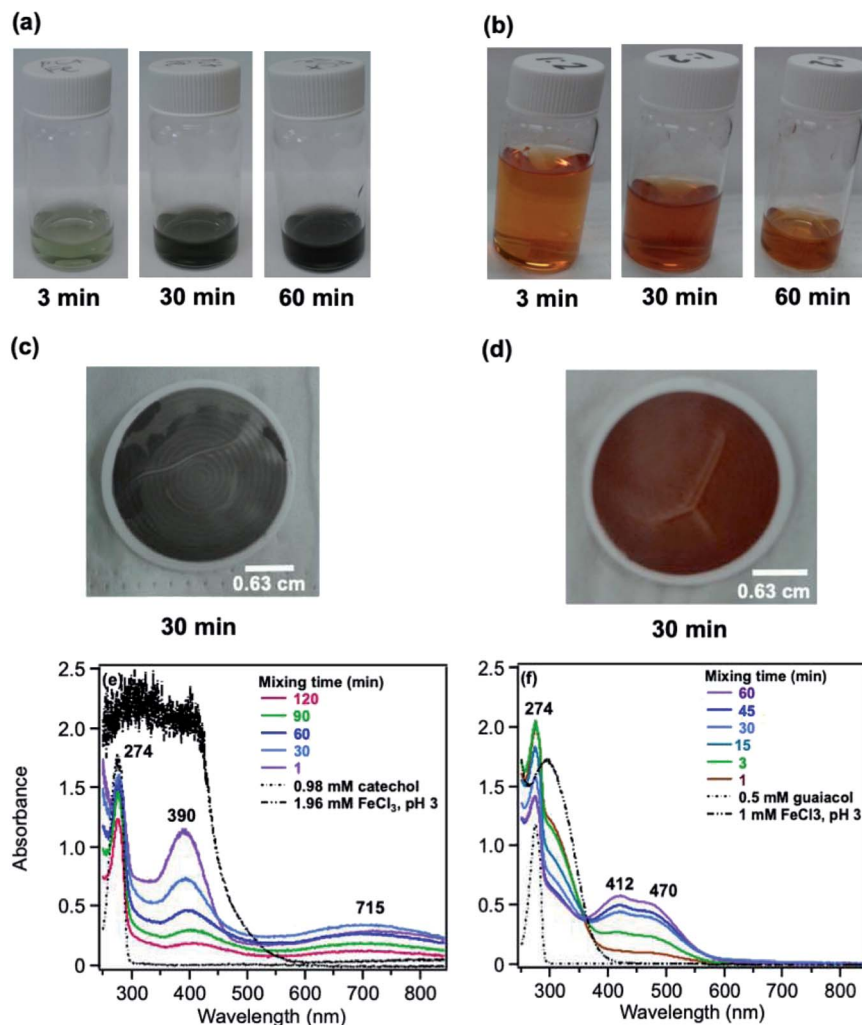 (a)
(b)
3 min
30 min
60 min
3 min
30 min
60 min
(c)
(d)
0.63 cm
0.63 cm
30 min
30 min
2.5
2.0
1.5
1.0
0.5
0
300 400 500 600 700 800
Wavelength (nm)
Absorbance
(e)
Mixing time (min)
120
90
60
30
1
0.98 mM catechol
1.96 mM FeCl3, pH 3
274
390
715
2.5
2.0
1.5
1.0
0.5
0
300 400 500 600 700 800
Wavelength (nm)
(f)
Mixing time (min)
60
45
30
15
3
1
0.5 mM guaiacol
1 mM FeCl3, pH 3
274
412
470